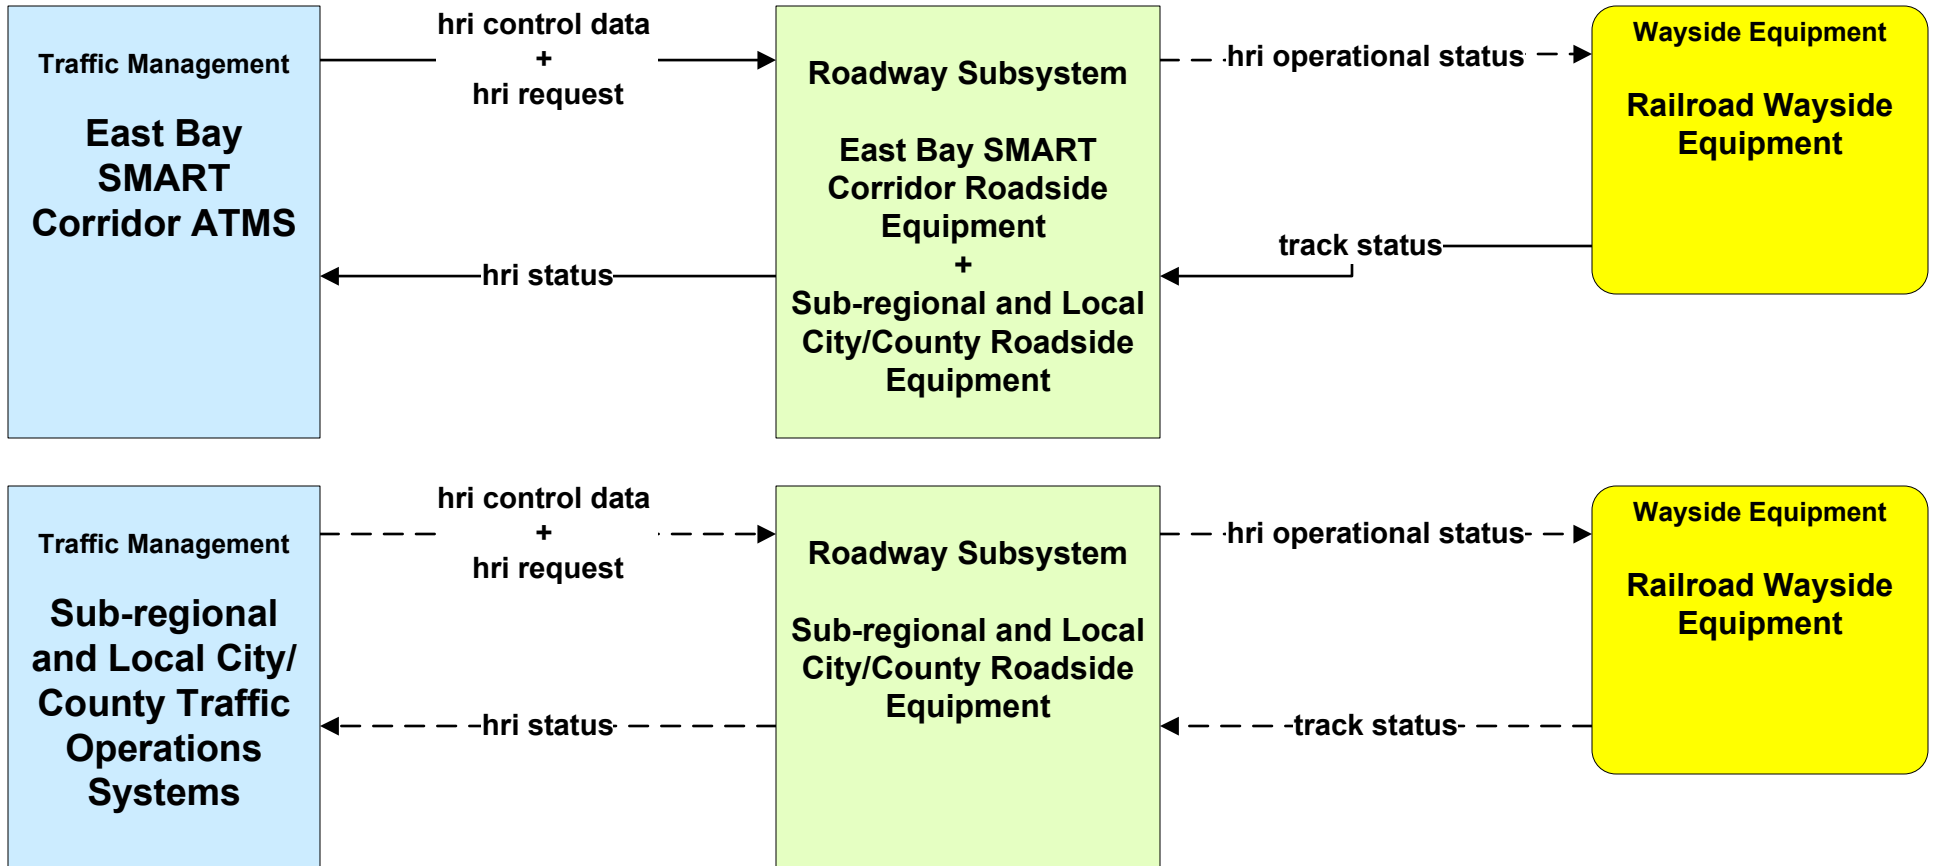 Traffic Management
East Bay
SMART
Corridor ATMS
hri control data
+
hri request
hri status
Roadway Subsystem
East Bay SMART
Corridor Roadside
Equipment
+
Sub-regional and Local
City/County Roadside
Equipment
hri operational status
track status
Wayside Equipment
Railroad Wayside
Equipment
Traffic Management
Sub-regional
and Local City/
County Traffic
Operations
Systems
hri control data
+
hri request
hri status
Roadway Subsystem
Sub-regional and Local
City/County Roadside
Equipment
hri operational status
track status
Wayside Equipment
Railroad Wayside
Equipment